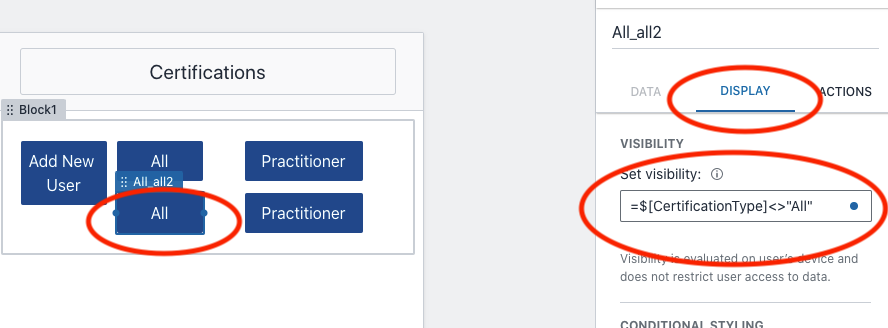 Certifications
Block1
Add New
User
All
Practitioner
All_all2
All
Practitioner
All_all2
DATA
DISPLAY
ACTIONS
VISIBILITY
Set visibility:
=$[CertificationType]<>"All"
Visibility is evaluated on user's device and
does not restrict user access to data.
CONDITIONAL STYLING